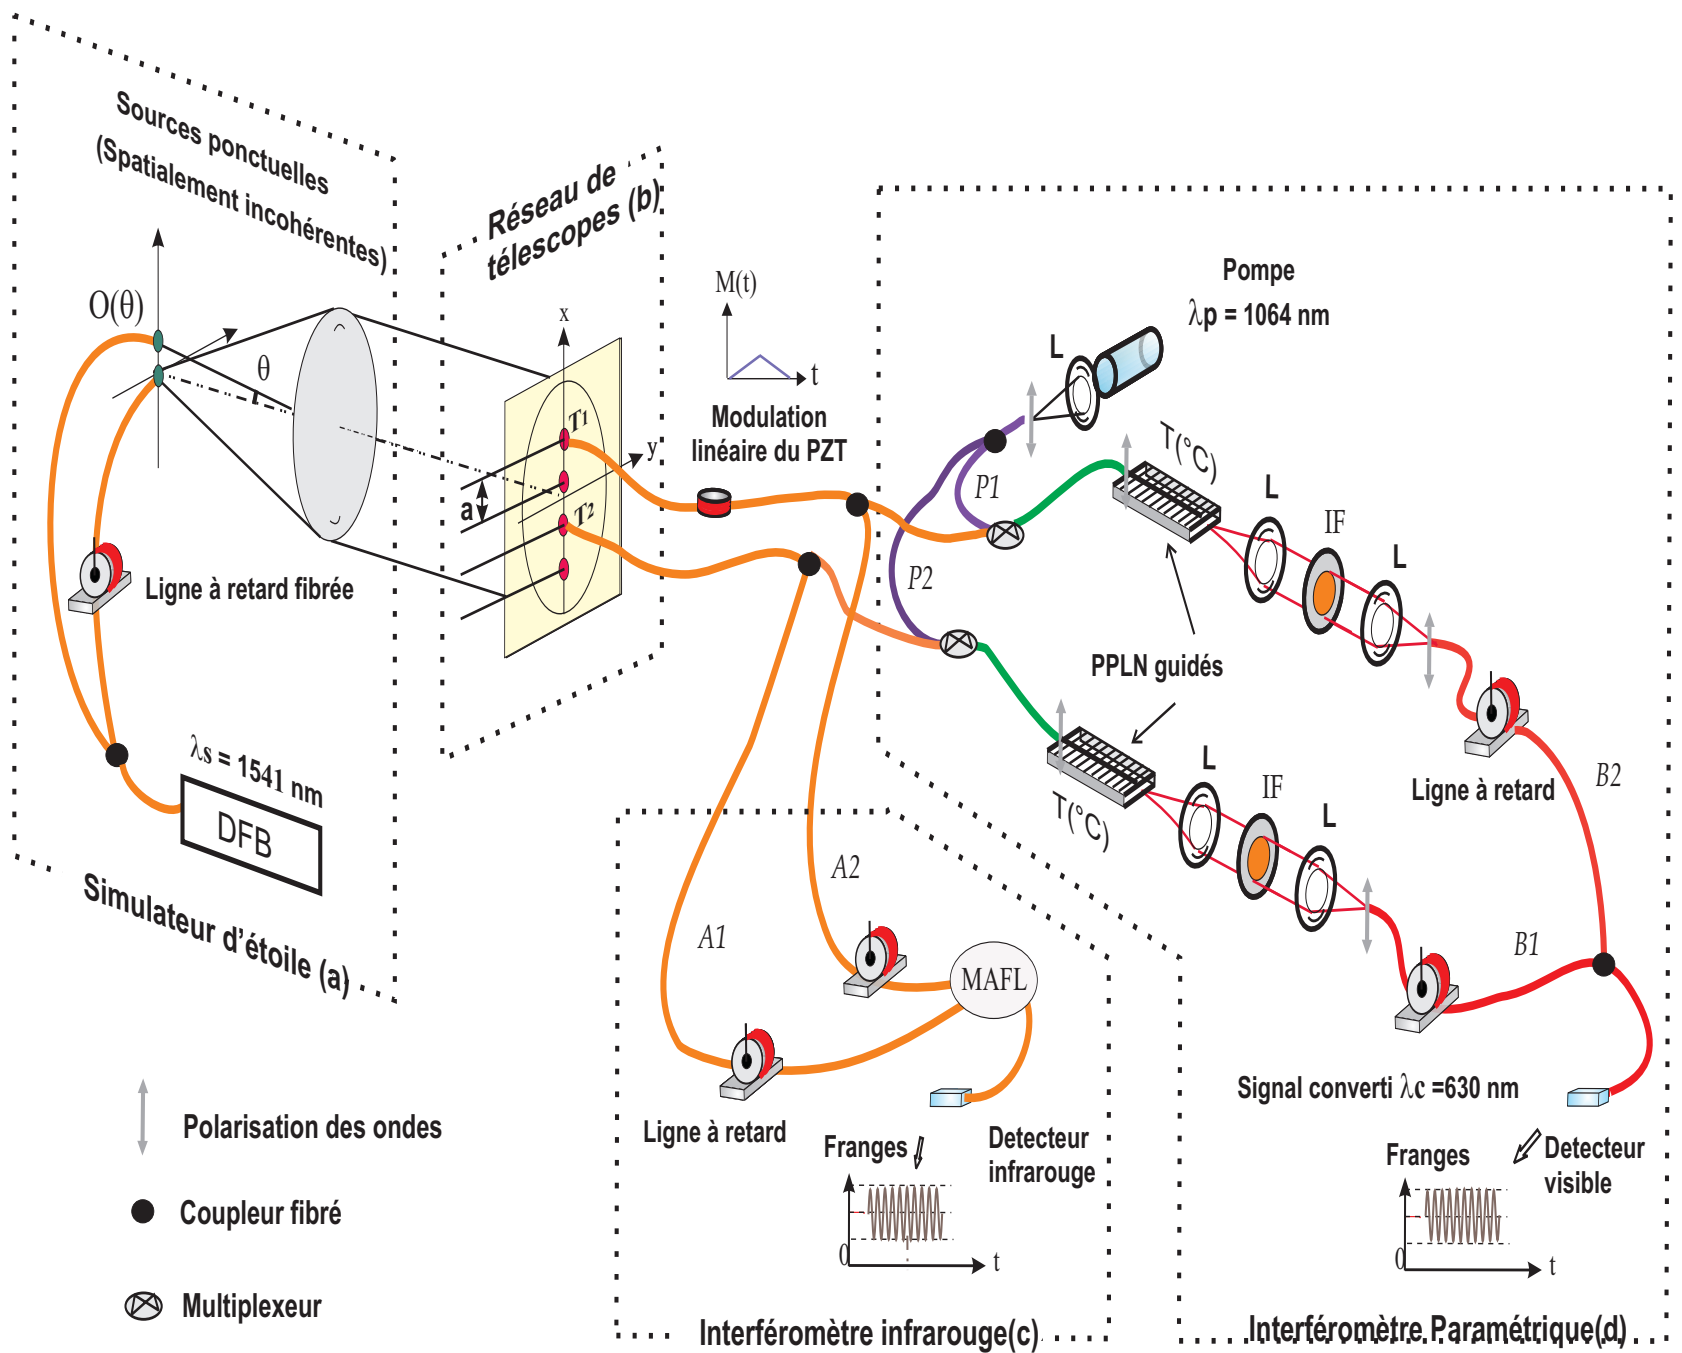 Sources ponctuelles
(Spatialement incohérentes)
O(θ)
θ
Ligne à retard fibrée
λs = 1541 nm
DFB
Simulateur d'étoile (a)
Réseau de
télescopes (b)
x
y
T1
a
T2
M(t)
t
Modulation
linéaire du PZT
Pompe
λp = 1064 nm
L
P1
P2
T(°C)
L
IF
L
PPLN guidés
T(°C)
L
IF
L
Ligne à retard
B2
B1
A2
A1
MAFL
Ligne à retard
Franges
Detecteur
infrarouge
0
t
Interféromètre infrarouge(c)
Signal converti λc =630 nm
Franges
Detecteur
visible
0
t
Interféromètre Paramétrique(d)
Polarisation des ondes
Coupleur fibré
Multiplexeur